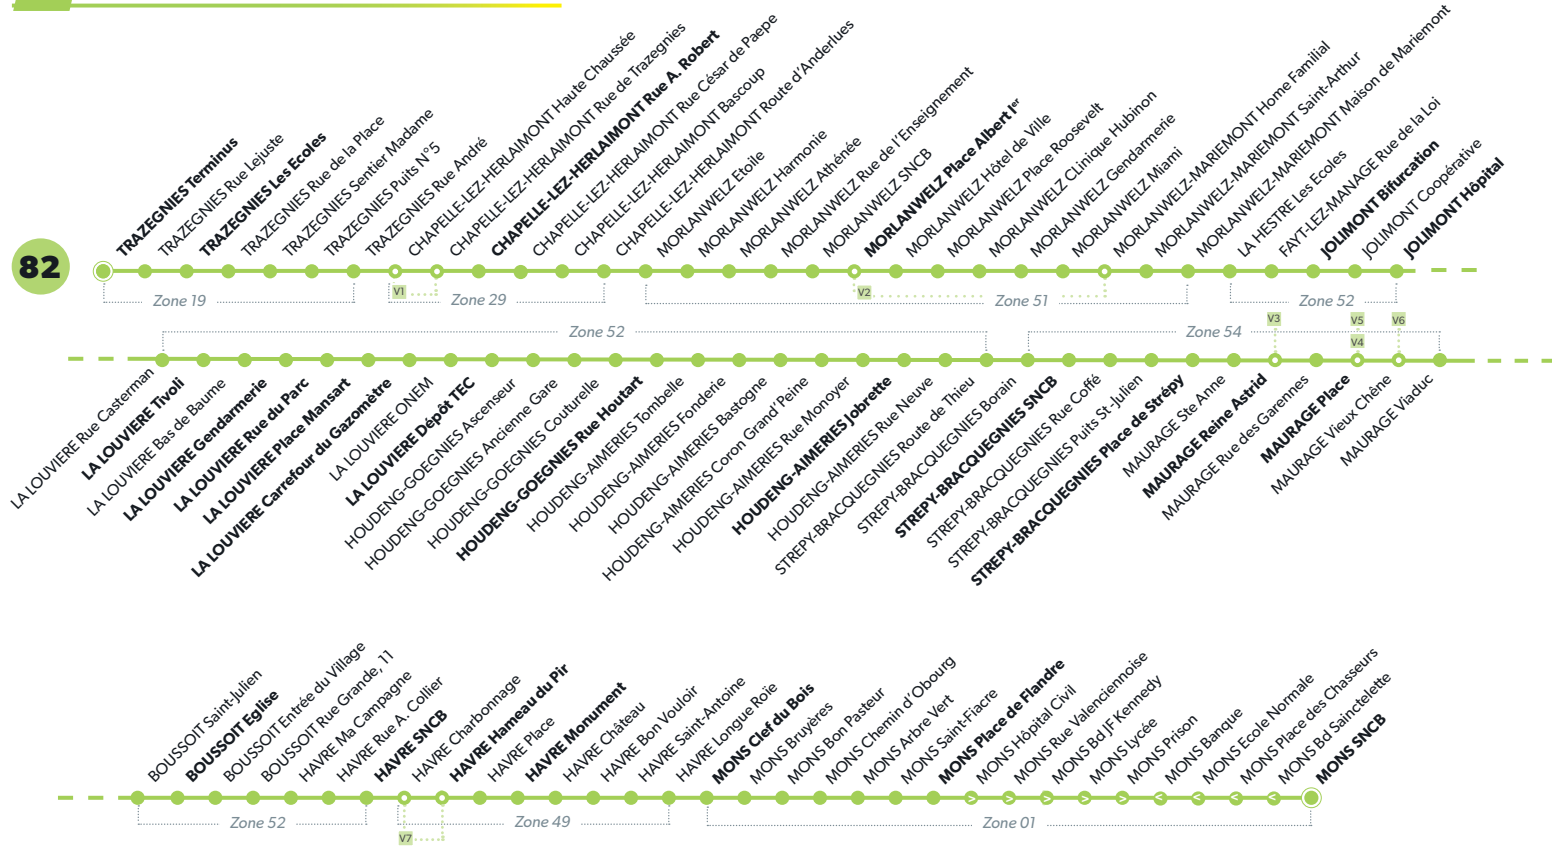 82
TRAZEGNIES Terminus
TRAZEGNIES Rue Lejuste
TRAZEGNIES Les Ecoles
TRAZEGNIES Rue de la Place
TRAZEGNIES Sentier Madame
TRAZEGNIES Puits N°5
TRAZEGNIES Rue André
CHAPELLE-LEZ-HERLAIMONT Haute Chaussée
CHAPELLE-LEZ-HERLAIMONT Rue de Trazegnies
CHAPELLE-LEZ-HERLAIMONT Rue A. Robert
CHAPELLE-LEZ-HERLAIMONT Rue César de Paepe
CHAPELLE-LEZ-HERLAIMONT Bascoup
CHAPELLE-LEZ-HERLAIMONT Route d'Anderlues
MORLANWELZ Etoile
MORLANWELZ Harmonie
MORLANWELZ Athénée
MORLANWELZ Rue de l'Enseignement
MORLANWELZ SNCB
MORLANWELZ Place Albert Ier
MORLANWELZ Hôtel de Ville
MORLANWELZ Place Roosevelt
MORLANWELZ Clinique Hubinon
MORLANWELZ Gendarmerie
MORLANWELZ Miami
MORLANWELZ-MARIEMONT Home Familial
MORLANWELZ-MARIEMONT Saint-Arthur
MORLANWELZ-MARIEMONT Maison de Mariemont
LA HESTRE Les Ecoles
FAYT-LEZ-MANAGE Rue de la Loi
JOLIMONT Bifurcation
JOLIMONT Coopérative
JOLIMONT Hôpital
V1
V2
Zone 19
Zone 29
Zone 51
Zone 52
Zone 52
Zone 54
V3
V5
V4
V6
LA LOUVIERE Rue Casterman
LA LOUVIERE Tivoli
LA LOUVIERE Bas de Baume
LA LOUVIERE Gendarmerie
LA LOUVIERE Rue du Parc
LA LOUVIERE Place Mansart
LA LOUVIERE Carrefour du Gazomètre
LA LOUVIERE ONEM
LA LOUVIERE Dépôt TEC
HOUDENG-GOEGNIES Ascenseur
HOUDENG-GOEGNIES Ancienne Gare
HOUDENG-GOEGNIES Couturelle
HOUDENG-GOEGNIES Rue Houtart
HOUDENG-AIMERIES Tombelle
HOUDENG-AIMERIES Fonderie
HOUDENG-AIMERIES Bastogne
HOUDENG-AIMERIES Coron Grand'Peine
HOUDENG-AIMERIES Rue Monoyer
HOUDENG-AIMERIES Jobrette
HOUDENG-AIMERIES Rue Neuve
STREPY-BRACQUEGNIES Route de Thieu
STREPY-BRACQUEGNIES Borain
STREPY-BRACQUEGNIES SNCB
STREPY-BRACQUEGNIES Rue Coffé
STREPY-BRACQUEGNIES Puits St-Julien
STREPY-BRACQUEGNIES Place de Strépy
MAURAGE Ste Anne
MAURAGE Reine Astrid
MAURAGE Rue des Garennes
MAURAGE Place
MAURAGE Vieux Chêne
MAURAGE Viaduc
BOUSSOIT Saint-Julien
BOUSSOIT Eglise
BOUSSOIT Entrée du Village
BOUSSOIT Rue Grande, 11
HAVRE Ma Campagne
HAVRE Rue A. Collier
HAVRE SNCB
HAVRE Charbonnage
HAVRE Hameau du Pir
HAVRE Place
HAVRE Monument
HAVRE Château
HAVRE Bon Vouloir
HAVRE Saint-Antoine
HAVRE Longue Roie
MONS Clef du Bois
MONS Bruyères
MONS Bon Pasteur
MONS Chemin d'Obourg
MONS Arbre Vert
MONS Saint-Fiacre
MONS Place de Flandre
MONS Hôpital Civil
MONS Rue Valenciennoise
MONS Bd JF Kennedy
MONS Lycée
MONS Prison
MONS Banque
MONS Ecole Normale
MONS Place des Chasseurs
MONS Bd Sainctelette
MONS SNCB
Zone 52
V7
Zone 49
Zone 01